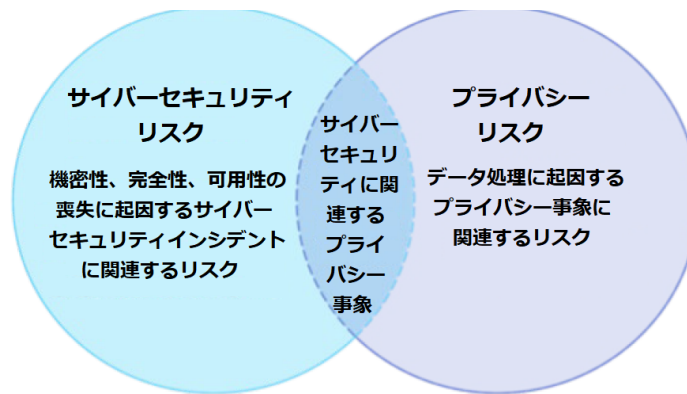 サイバーセキュリティ
リスク
機密性、完全性、可用性の
喪失に起因するサイバー
セキュリティインシデント
に関連するリスク
サイバー
セキュリ
ティに関
連する
プライ
バシー
事象
プライバシー
リスク
データ処理に起因する
プライバシー事象に
関連するリスク